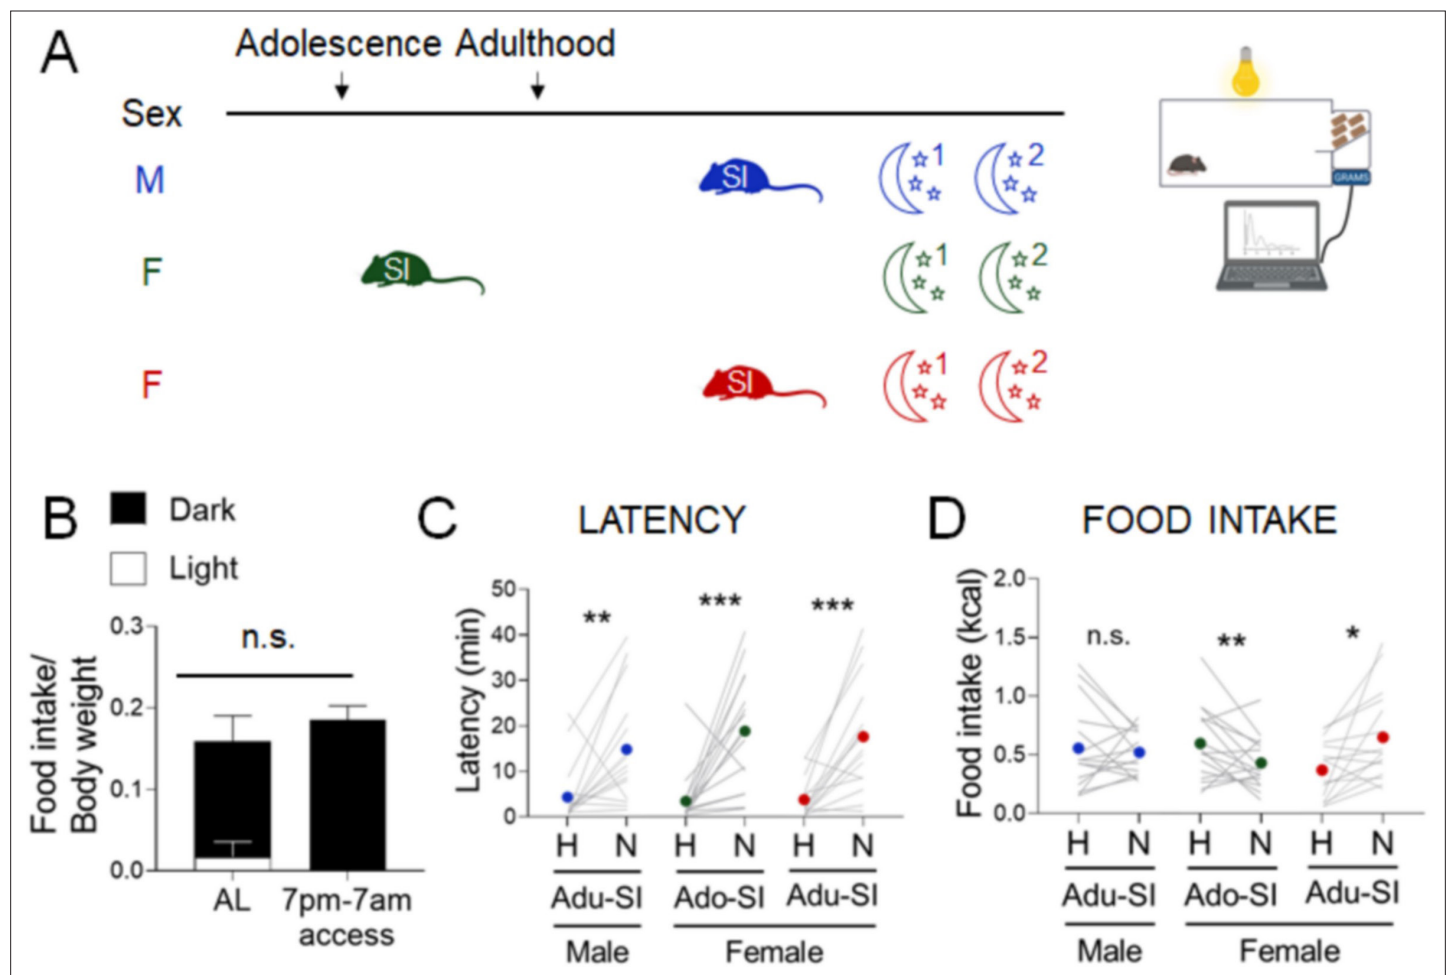 A
Adolescence Adulthood
Sex
M
SI
1
2
F
SI
1
2
F
SI
1
2
GRAMS
B
Dark
Light
Food intake/
Body weight
0.3
0.2
0.1
0.0
n.s.
AL
7pm-7am
access
C
LATENCY
Latency (min)
50
40
30
20
10
0
** *** ***
H N H N H N
Adu-SI Ado-SI Adu-SI
Male Female
D
FOOD INTAKE
Food intake (kcal)
2.0
1.5
1.0
0.5
0.0
n.s. ** *
H N H N H N
Adu-SI Ado-SI Adu-SI
Male Female